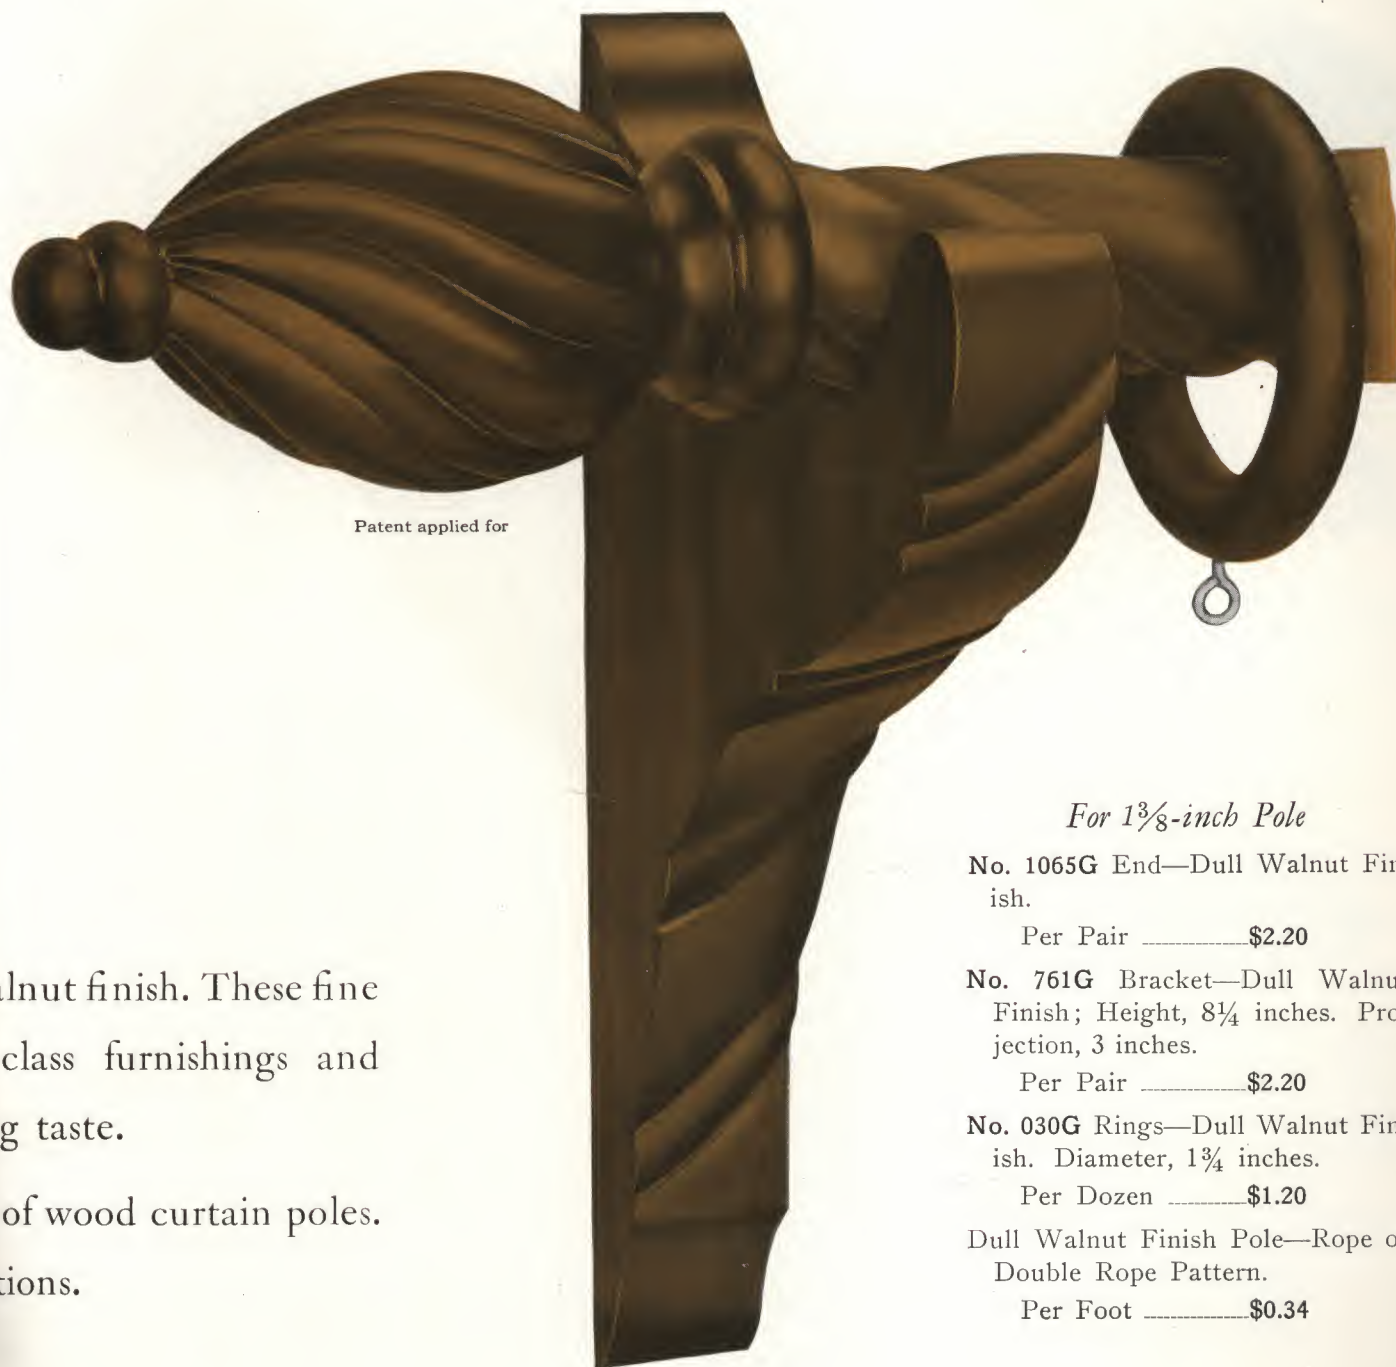 Patent applied for
alnut finish. These fine
class furnishings and
g taste.
of wood curtain poles.
tions.
For 1⅜-inch Pole
No. 1065G End—Dull Walnut Fin
ish.
Per Pair $2.20
No. 761G Bracket—Dull Walnu
Finish; Height, 8¼ inches. Pro
jection, 3 inches.
Per Pair $2.20
No. 030G Rings—Dull Walnut Fin
ish. Diameter, 1¾ inches.
Per Dozen $1.20
Dull Walnut Finish Pole—Rope o
Double Rope Pattern.
Per Foot $0.34